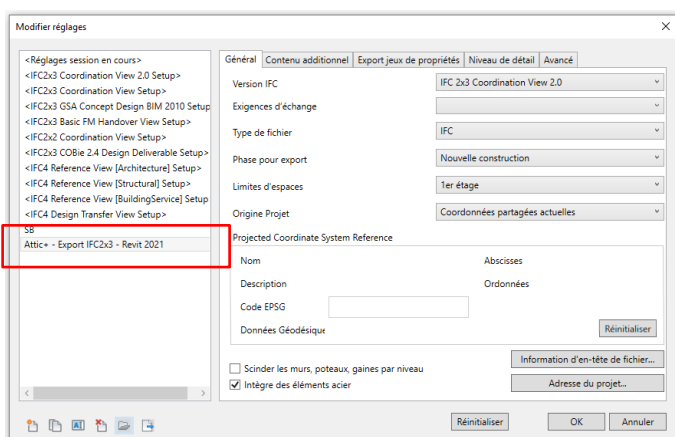 Modifier réglages
<Réglages session en cours>
<IFC2x3 Coordination View 2.0 Setup>
<IFC2x3 Coordination View Setup>
<IFC2x3 GSA Concept Design BIM 2010 Setup
<IFC2x3 Basic FM Handover View Setup>
<IFC2x2 Coordination View Setup>
<IFC2x3 COBie 2.4 Design Deliverable Setup>
<IFC4 Reference View [Architecture] Setup>
<IFC4 Reference View [Structural] Setup>
<IFC4 Reference View [BuildingService] Setup
<IFC4 Design Transfer View Setup>
SB
Attic+ - Export IFC2x3 - Revit 2021
Général Contenu additionnel Export jeux de propriétés Niveau de détail Avancé
Version IFC IFC 2x3 Coordination View 2.0
Exigences d'échange
Type de fichier IFC
Phase pour export Nouvelle construction
Limites d'espaces 1er étage
Origine Projet Coordonnées partagées actuelles
Projected Coordinate System Reference
Nom Abscisses
Description Ordonnées
Code EPSG
Données Géodésique Réinitialiser
Scinder les murs, poteaux, gaines par niveau
Information d'en-tête de fichier...
Intègre des éléments acier
Adresse du projet...
Réinitialiser OK Annuler